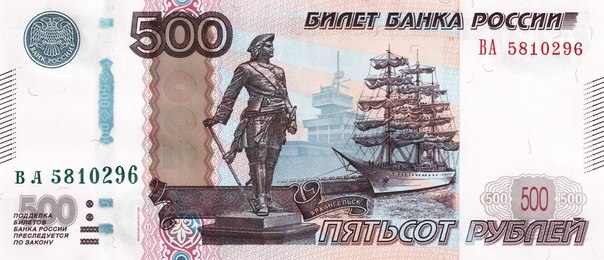 БАНК РОССИИ
500
БИЛЕТ БАНКА РОССИИ
ВА 5810296
500
ВА 5810296
500
ПОДДЕЛКА
БИЛЕТОВ
БАНКА РОССИИ
ПРЕСЛЕДУЕТСЯ
ПО ЗАКОНУ
АРХАНГЕЛЬСК
500 500 500
ПЯТЬСОТ РУБЛЕЙ